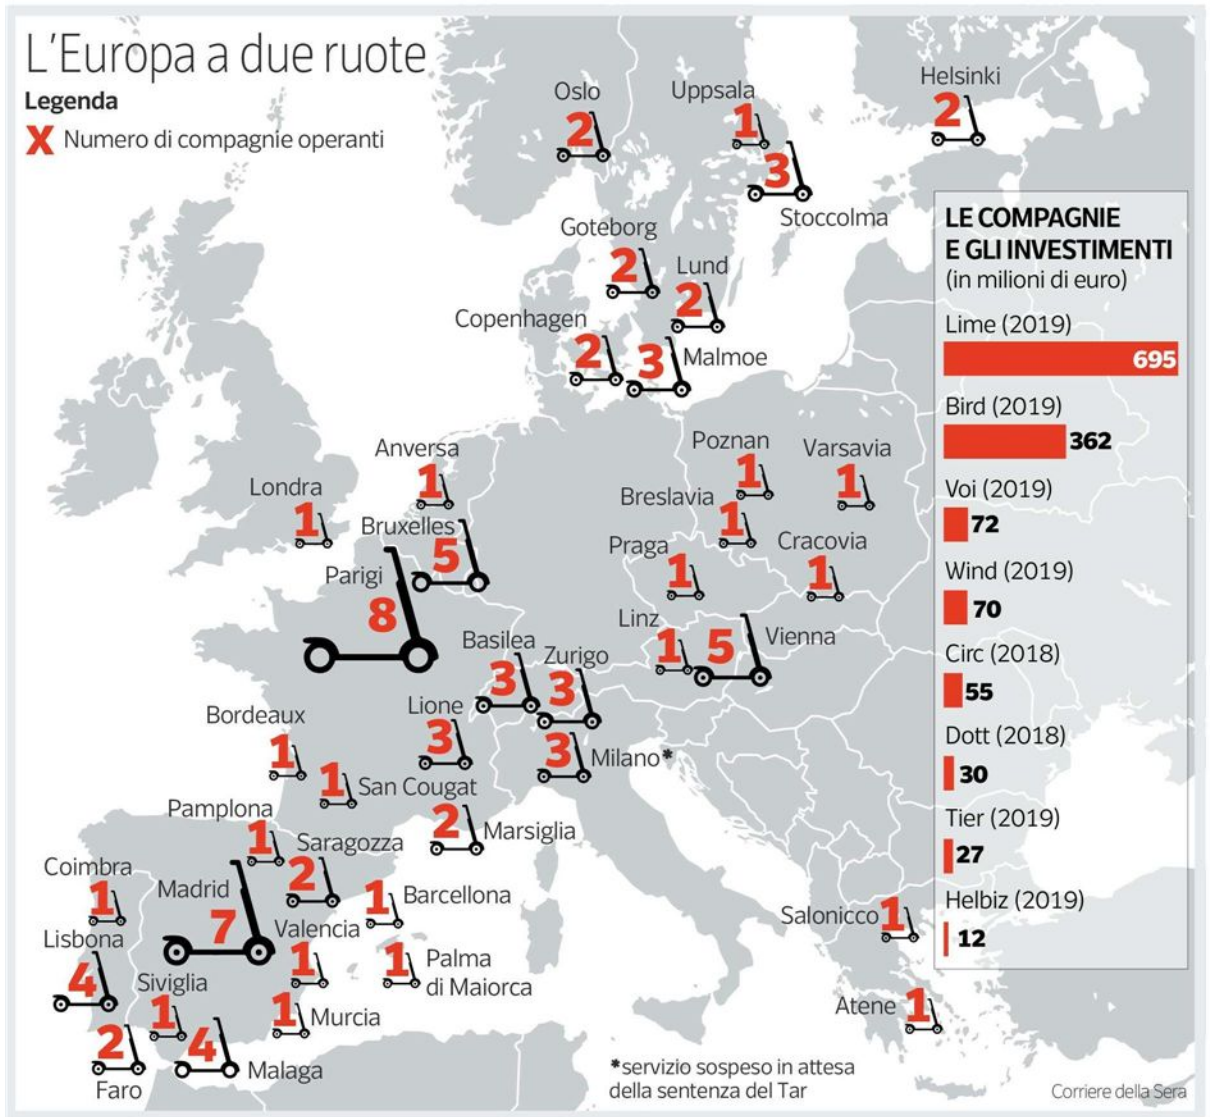 L'Europa a due ruote
Legenda
X Numero di compagnie operanti
Oslo
2
Uppsala
1
Helsinki
2
3
Stoccolma
Goteborg
2
Lund
2
Copenhagen
2
3
Malmoe
Anversa
1
Londra
1
Bruxelles
5
Parigi
8
Poznan
1
Varsavia
1
Breslavia
1
Praga
1
Cracovia
1
Linz
1
5
Vienna
Basilea
3
Zurigo
3
Lione
3
3
Milano*
Bordeaux
1
1
San Cougat
2
Marsiglia
Pamplona
1
Saragozza
2
Coimbra
1
Madrid
7
1
Barcellona
Lisbona
4
Valencia
1
1
Palma
di Maiorca
Siviglia
1
1
Murcia
2
Faro
4
Malaga
Salonicco
1
Atene
1
LE COMPAGNIE
E GLI INVESTIMENTI
(in milioni di euro)
Lime (2019)
695
Bird (2019)
362
Voi (2019)
72
Wind (2019)
70
Circ (2018)
55
Dott (2018)
30
Tier (2019)
27
Helbiz (2019)
12
*servizio sospeso in attesa
della sentenza del Tar
Corriere della Sera